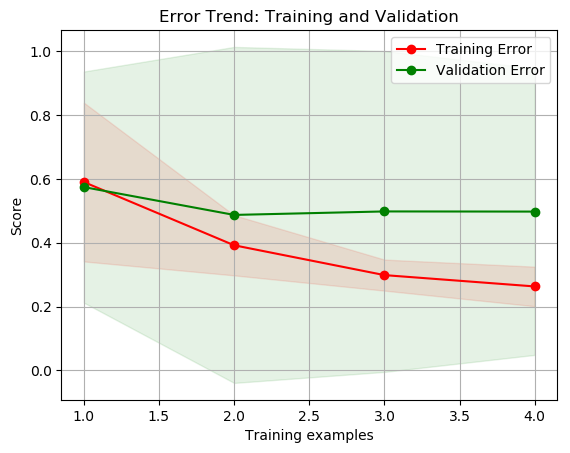 Error Trend: Training and Validation
Training Error
Validation Error
Score
1.0
0.8
0.6
0.4
0.2
0.0
1.0 1.5 2.0 2.5 3.0 3.5 4.0
Training examples